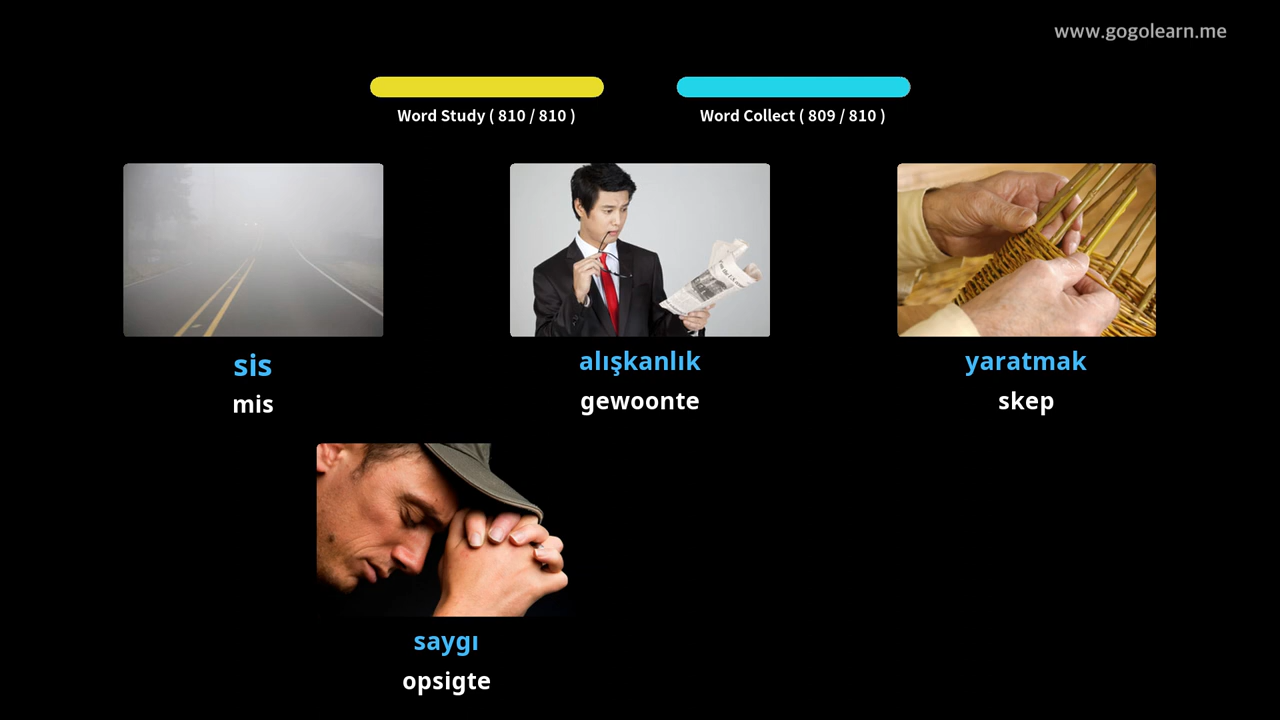 www.gogolearn.me
Word Study ( 810 / 810 )
Word Collect ( 809 / 810 )
sis
mis
alışkanlık
gewoonte
yaratmak
skep
saygı
opsigte